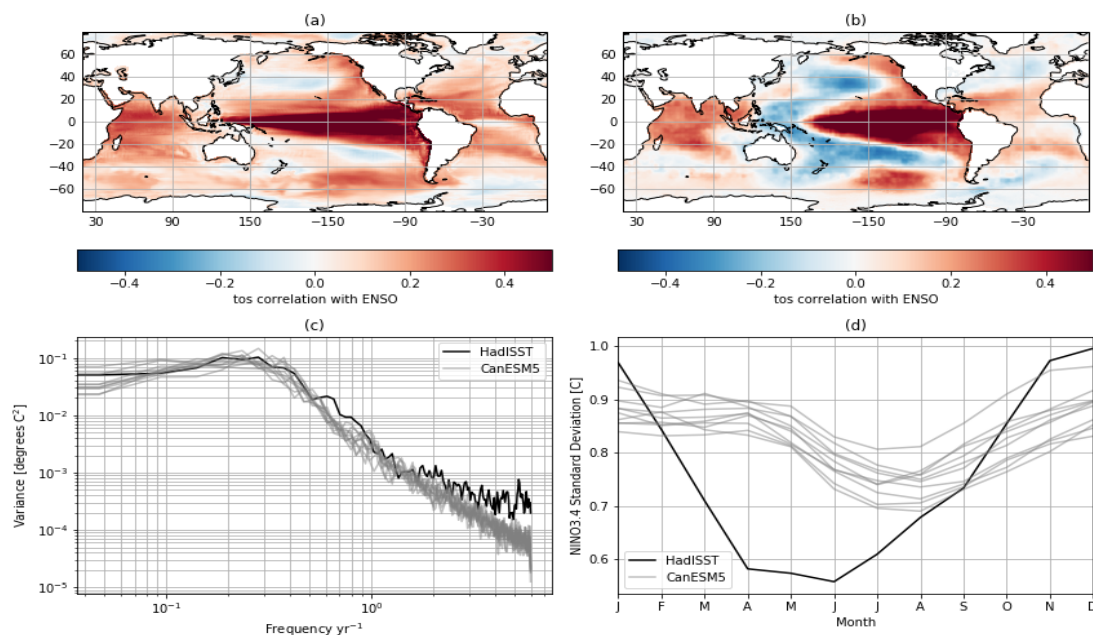 (a)
(b)
60
40
20
0
−20
−40
−60
30
90
150
−150
−90
−30
60
40
20
0
−20
−40
−60
30
90
150
−150
−90
−30
−0.4
−0.2
0.0
0.2
0.4
tos correlation with ENSO
−0.4
−0.2
0.0
0.2
0.4
tos correlation with ENSO
(c)
Variance [degrees C²]
10⁻¹
10⁻²
10⁻³
10⁻⁴
10⁻⁵
HadISST
CanESM5
10⁻¹
10⁰
Frequency yr⁻¹
(d)
NINO3.4 Standard Deviation [C]
1.0
0.9
0.8
0.7
0.6
HadISST
CanESM5
J
F
M
A
M
J
J
A
S
O
N
D
Month